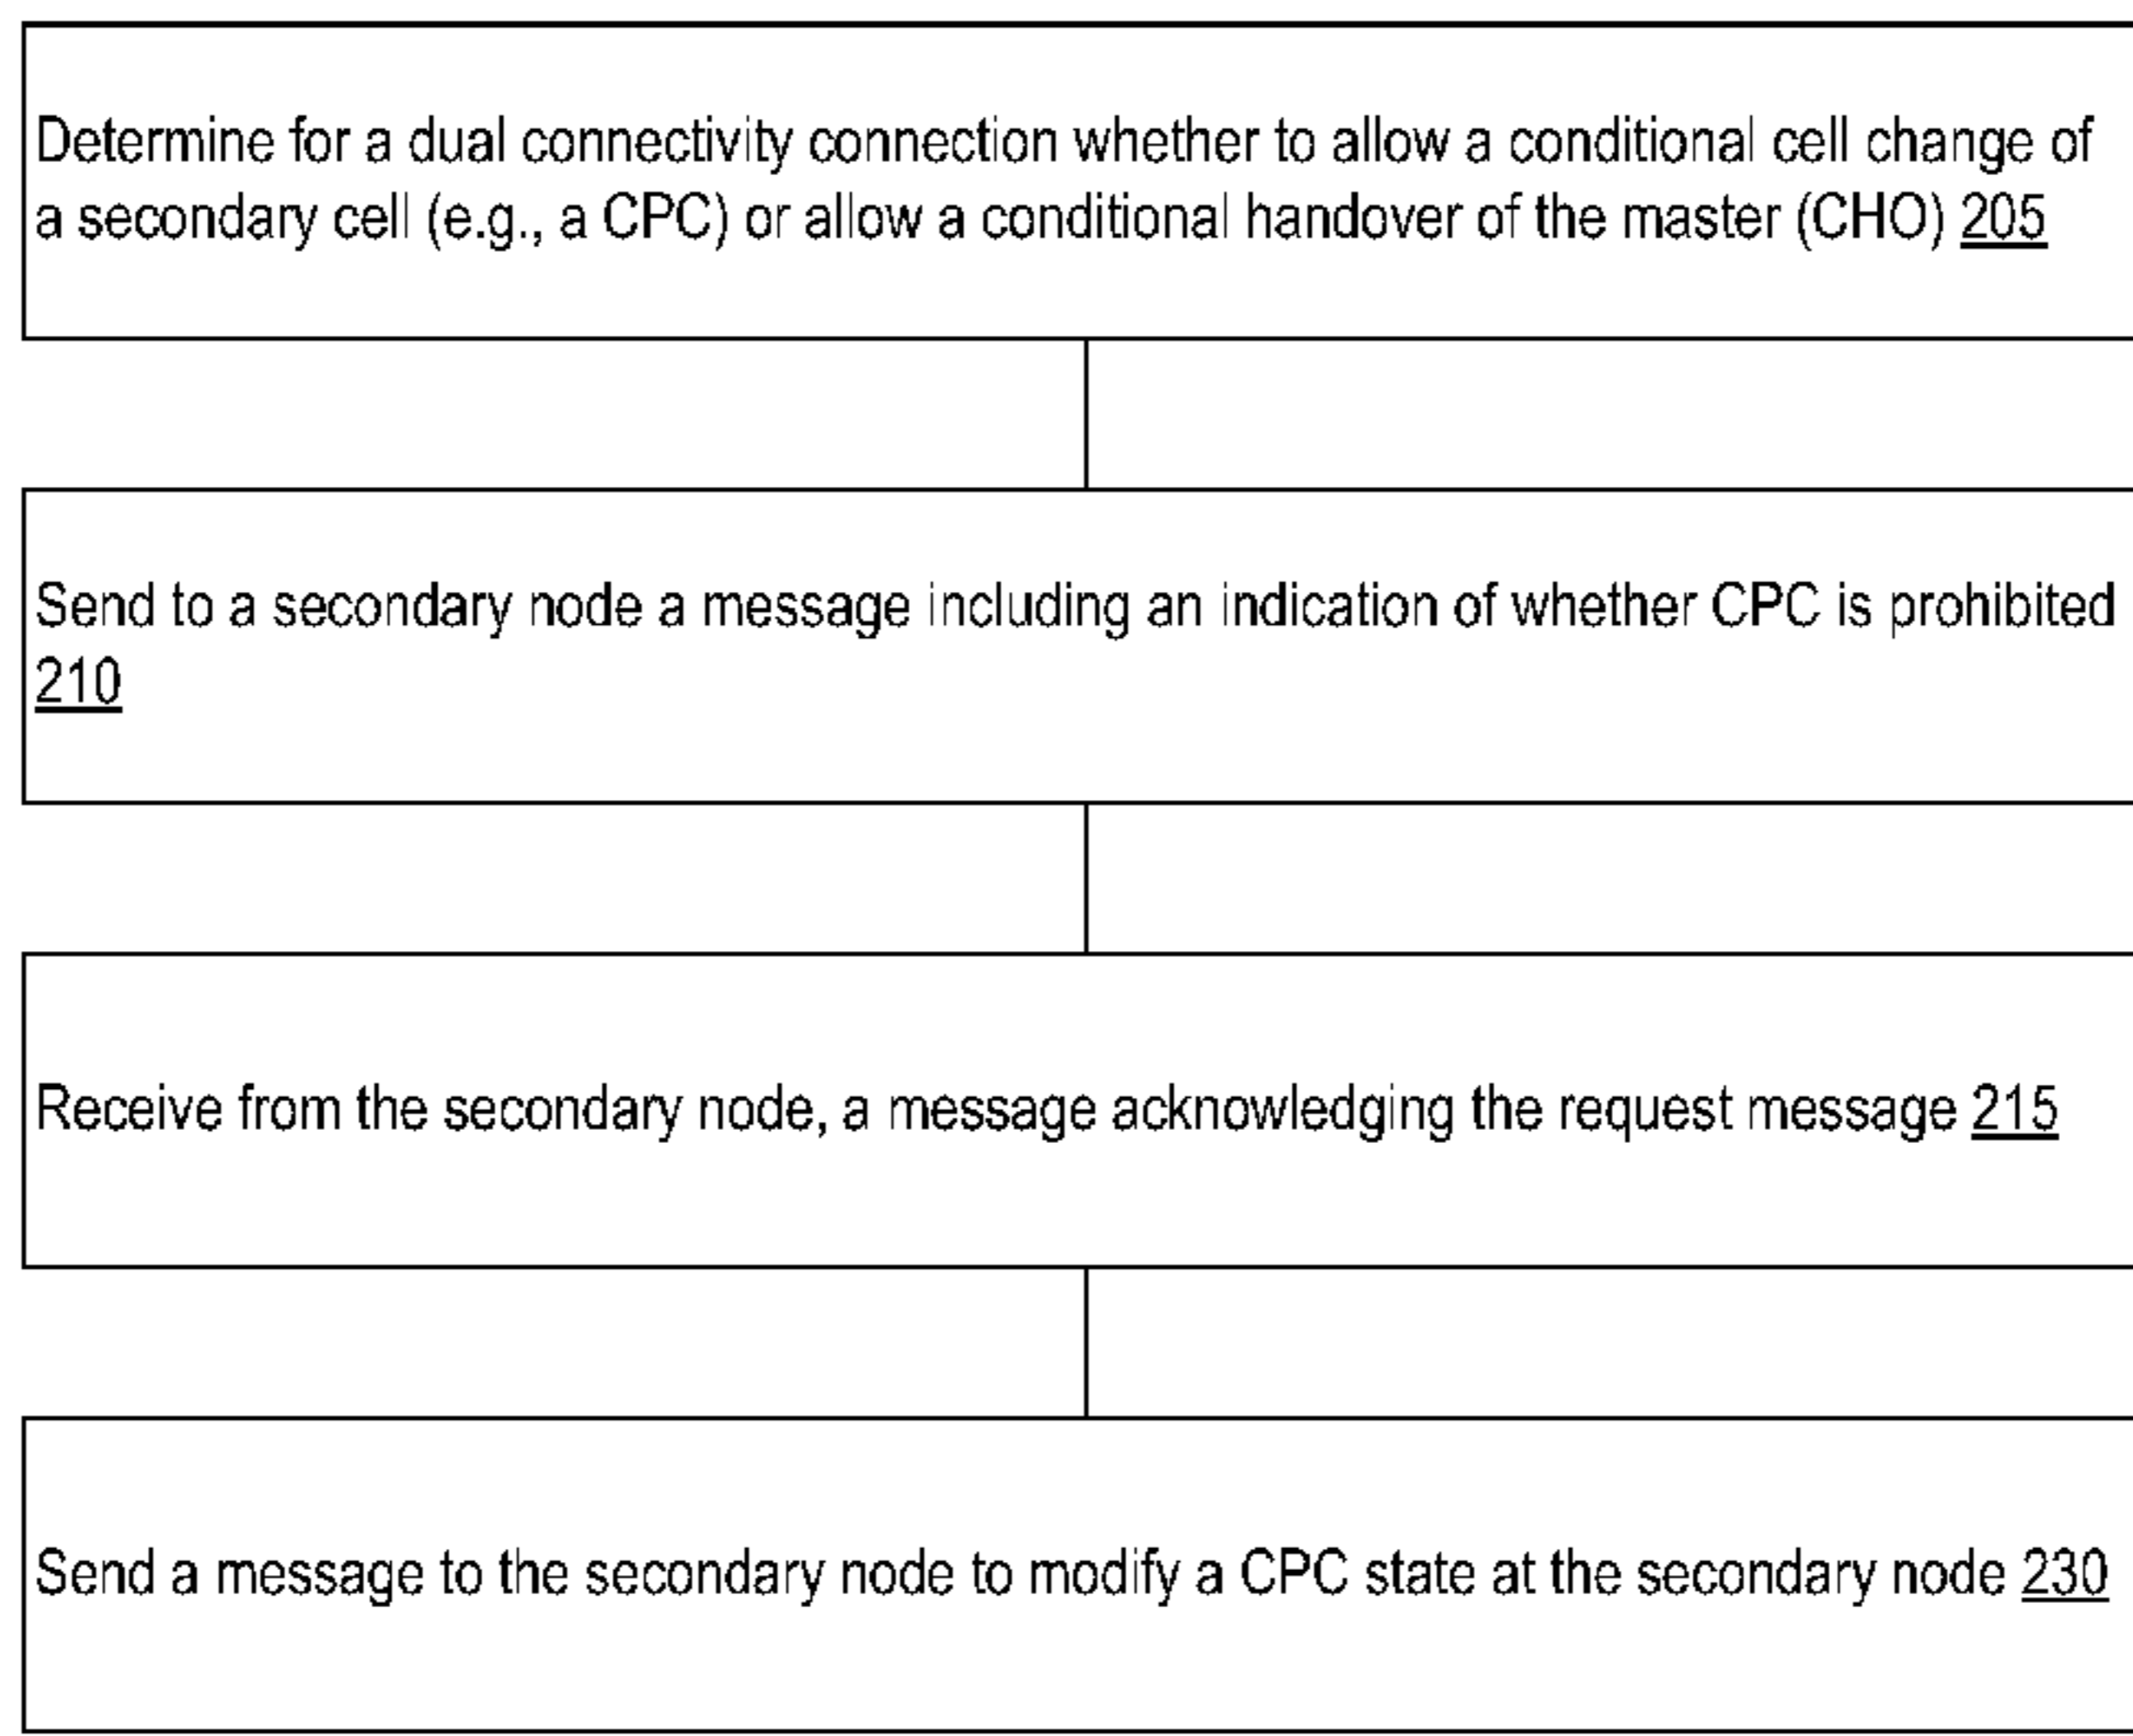 Determine for a dual connectivity connection whether to allow a conditional cell change of
a secondary cell (e.g., a CPC) or allow a conditional handover of the master (CHO) 205
Send to a secondary node a message including an indication of whether CPC is prohibited
210
Receive from the secondary node, a message acknowledging the request message 215
Send a message to the secondary node to modify a CPC state at the secondary node 230